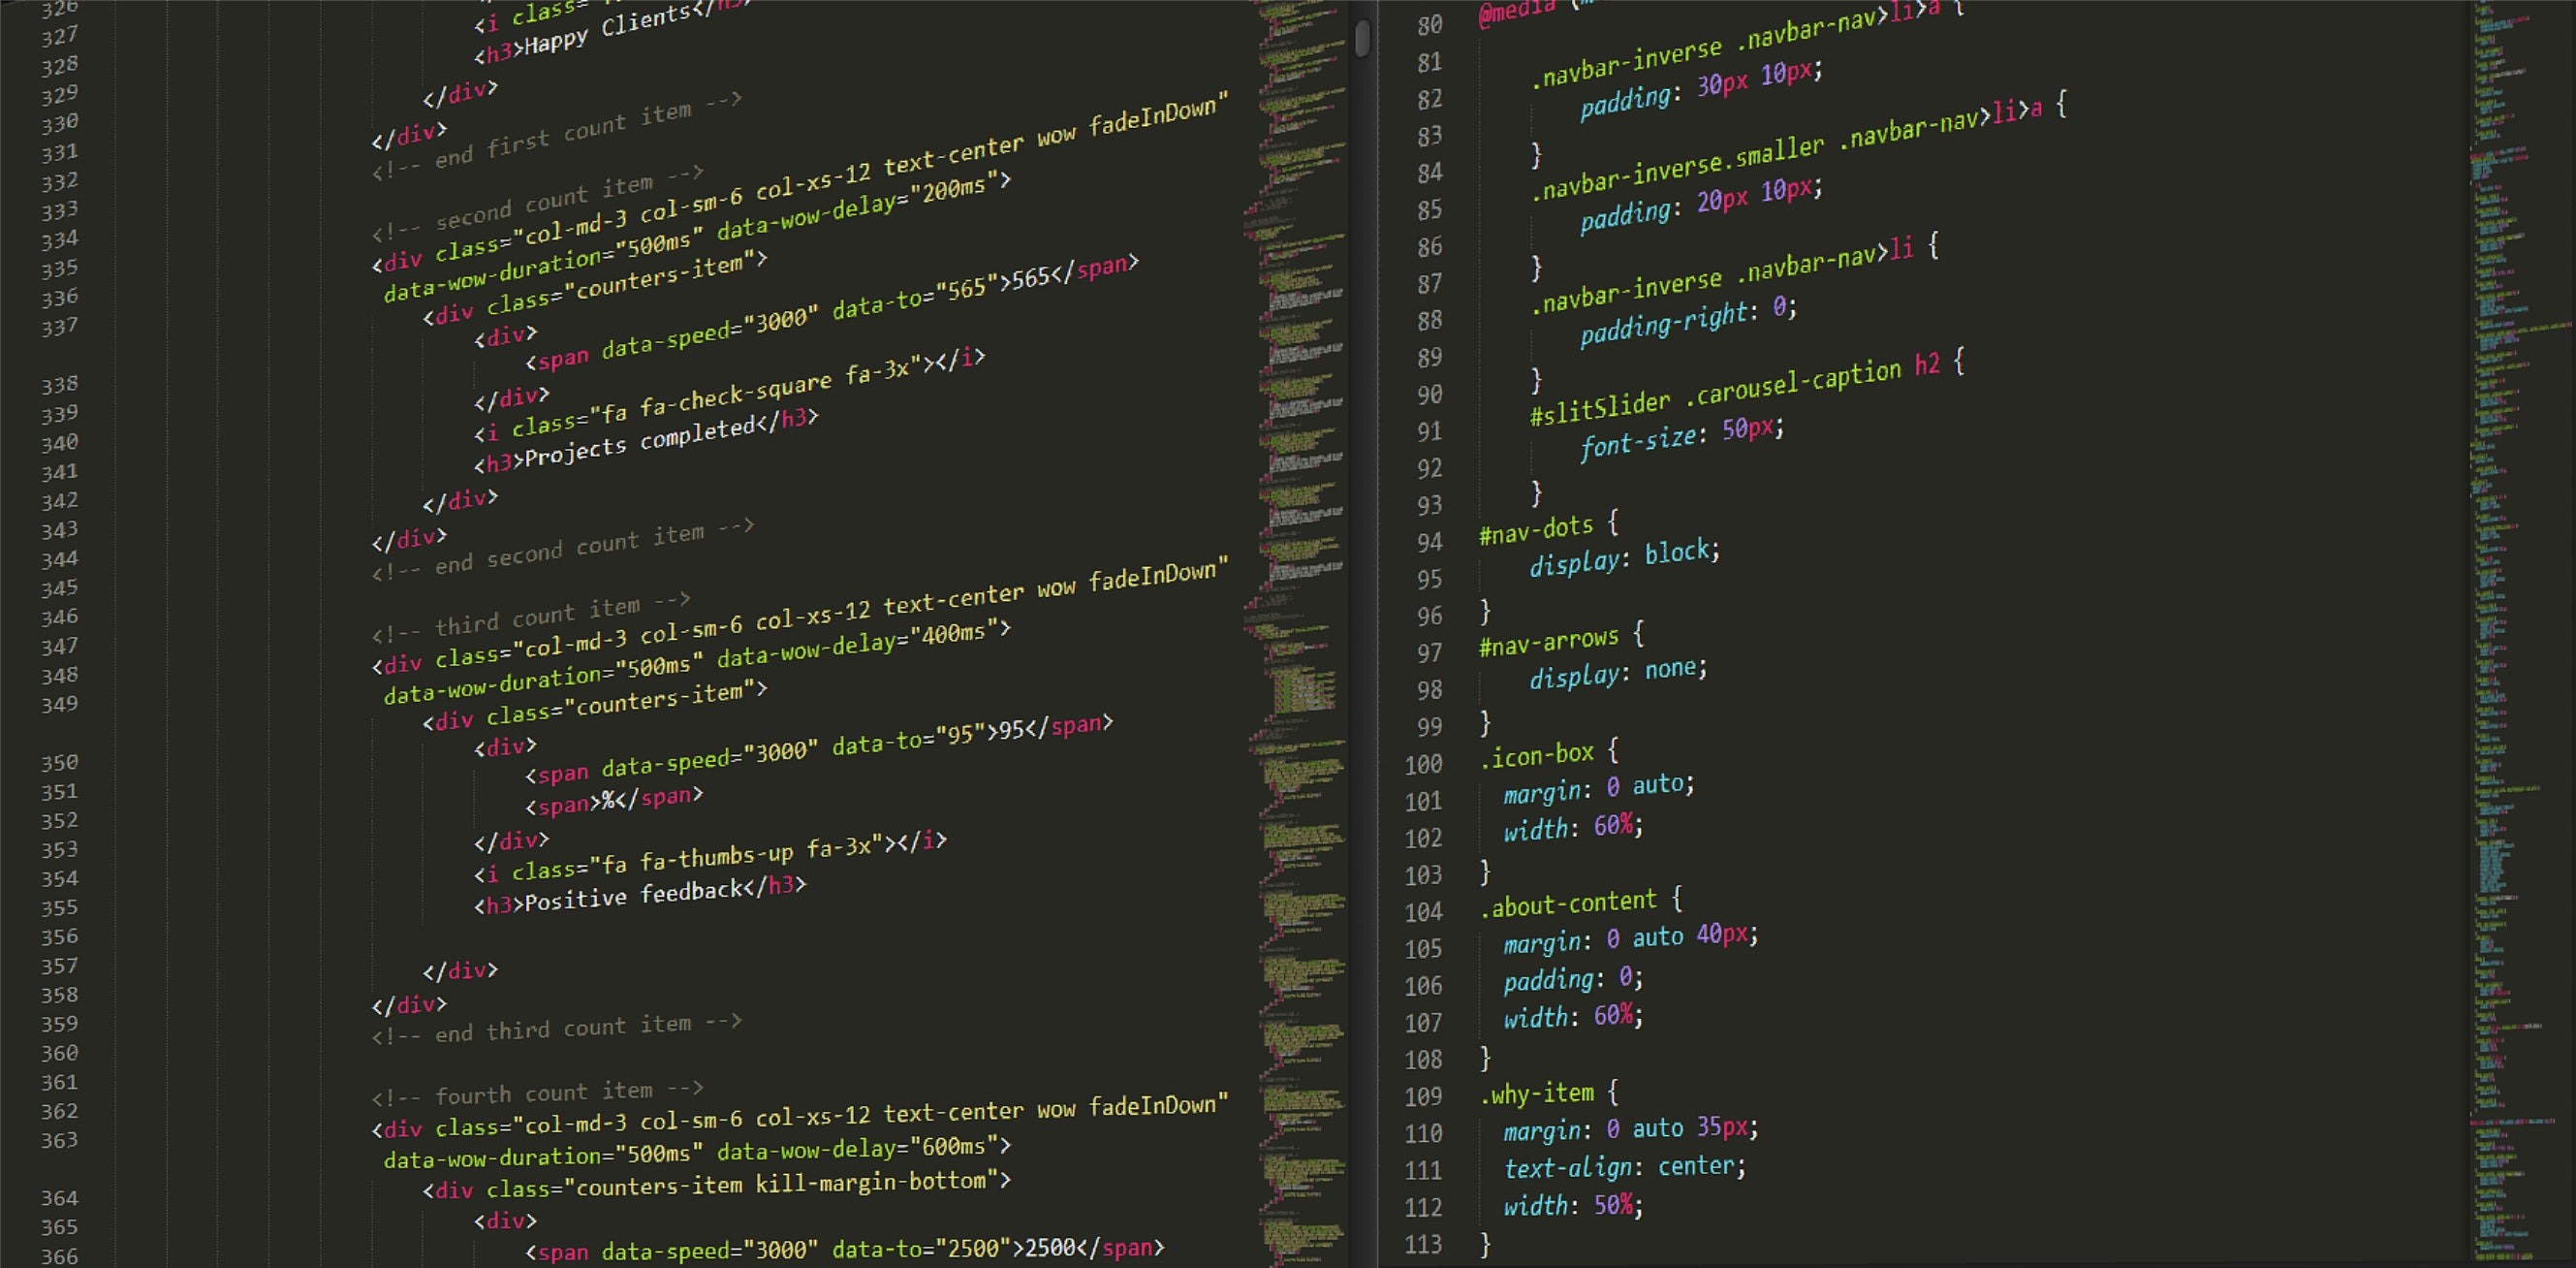 326
327
328
329
330 <i class=
331 <h3>Happy Clients</h3>
332 </div>
333 </div>
334 <!-- end first count item -->
335
336 <!-- second count item -->
337 <div class="col-md-3 col-sm-6 col-xs-12 text-center wow fadeInDown"
data-wow-duration="500ms" data-wow-delay="200ms">
338 <div class="counters-item">
339 <div>
340 <span data-speed="3000" data-to="565">565</span>
341 </div>
342 <i class="fa fa-check-square fa-3x"></i>
343 <h3>Projects completed</h3>
344 </div>
345 </div>
346 <!-- end second count item -->
347
348 <!-- third count item -->
349 <div class="col-md-3 col-sm-6 col-xs-12 text-center wow fadeInDown"
data-wow-duration="500ms" data-wow-delay="400ms">
350 <div class="counters-item">
351 <div>
352 <span data-speed="3000" data-to="95">95</span>
353 <span>%</span>
354 </div>
355 <i class="fa fa-thumbs-up fa-3x"></i>
356 <h3>Positive feedback</h3>
357
358 </div>
359 </div>
360 <!-- end third count item -->
361
362 <!-- fourth count item -->
363 <div class="col-md-3 col-sm-6 col-xs-12 text-center wow fadeInDown"
data-wow-duration="500ms" data-wow-delay="600ms">
364 <div class="counters-item kill-margin-bottom">
365 <div>
366 <span data-speed="3000" data-to="2500">2500</span>
80
81 @media
82 .navbar-inverse .navbar-nav>li>a {
83 padding: 30px 10px;
84 }
85 .navbar-inverse.smaller .navbar-nav>li>a {
86 padding: 20px 10px;
87 }
88 .navbar-inverse .navbar-nav>li {
89 padding-right: 0;
90 }
91 #slitSlider .carousel-caption h2 {
92 font-size: 50px;
93 }
94 #nav-dots {
95 display: block;
96 }
97 #nav-arrows {
98 display: none;
99 }
100 .icon-box {
101 margin: 0 auto;
102 width: 60%;
103 }
104 .about-content {
105 margin: 0 auto 40px;
106 padding: 0;
107 width: 60%;
108 }
109 .why-item {
110 margin: 0 auto 35px;
111 text-align: center;
112 width: 50%;
113 }